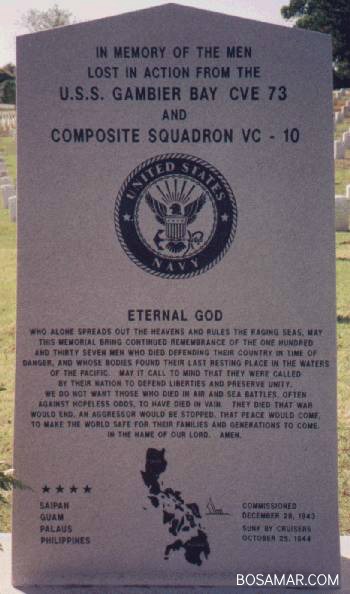 IN MEMORY OF THE MEN
LOST IN ACTION FROM THE
U.S.S. GAMBIER BAY CVE 73
AND
COMPOSITE SQUADRON VC - 10
UNITED STATES
NAVY
ETERNAL GOD
WHO ALONE SPREADS OUT THE HEAVENS AND RULES THE RAGING SEAS, MAY
THIS MEMORIAL BRING CONTINUED REMEMBRANCE OF THE ONE HUNDRED
AND THIRTY SEVEN MEN WHO DIED DEFENDING THEIR COUNTRY IN TIME OF
DANGER, AND WHOSE BODIES FOUND THEIR LAST RESTING PLACE IN THE WATERS
OF THE PACIFIC. MAY IT CALL TO MIND THAT THEY WERE CALLED
BY THEIR NATION TO DEFEND LIBERTIES AND PRESERVE UNITY.
WE DO NOT WANT THOSE WHO DIED IN AIR AND SEA BATTLES, OFTEN
AGAINST HOPELESS ODDS, TO HAVE DIED IN VAIN. THEY DIED THAT WAR
WOULD END, AN AGGRESSOR WOULD BE STOPPED, THAT PEACE WOULD COME,
TO MAKE THE WORLD SAFE FOR THEIR FAMILIES AND GENERATIONS TO COME.
IN THE NAME OF OUR LORD. AMEN.
SAIPAN
GUAM
PALAUS
PHILIPPINES
COMMISSIONED
DECEMBER 28, 1943
SUNK BY CRUISERS
OCTOBER 25, 1944
BOSAMAR.COM